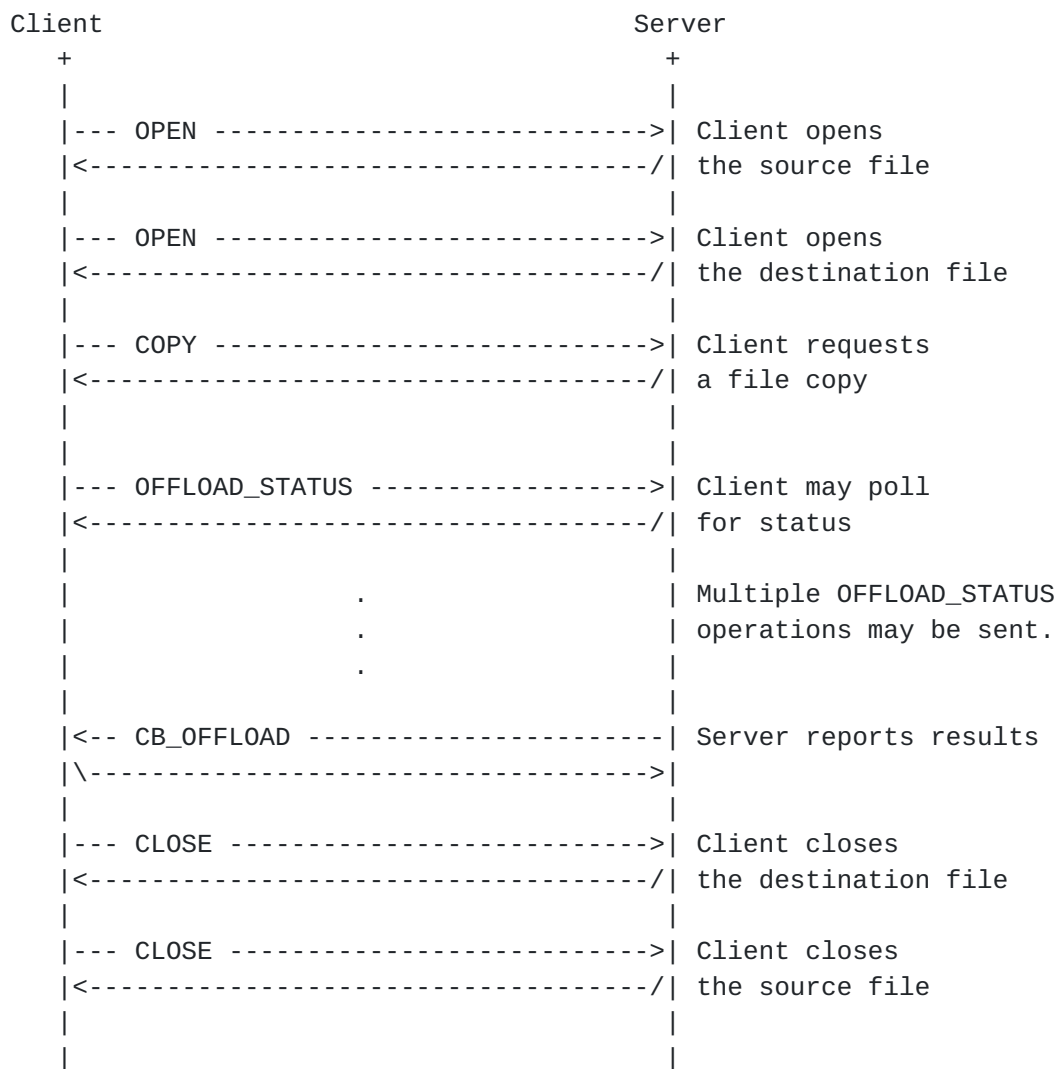 Client                                  Server
   +                                      +
   |                                      |
   |--- OPEN ---------------------------->| Client opens
   |<------------------------------------/| the source file
   |                                      |
   |--- OPEN ---------------------------->| Client opens
   |<------------------------------------/| the destination file
   |                                      |
   |--- COPY ---------------------------->| Client requests
   |<------------------------------------/| a file copy
   |                                      |
   |                                      |
   |--- OFFLOAD_STATUS ------------------>| Client may poll
   |<------------------------------------/| for status
   |                                      |
   |                  .                   | Multiple OFFLOAD_STATUS
   |                  .                   | operations may be sent.
   |                  .                   |
   |                                      |
   |<-- CB_OFFLOAD -----------------------| Server reports results
   |\------------------------------------>|
   |                                      |
   |--- CLOSE --------------------------->| Client closes
   |<------------------------------------/| the destination file
   |                                      |
   |--- CLOSE --------------------------->| Client closes
   |<------------------------------------/| the source file
   |                                      |
   |                                      |